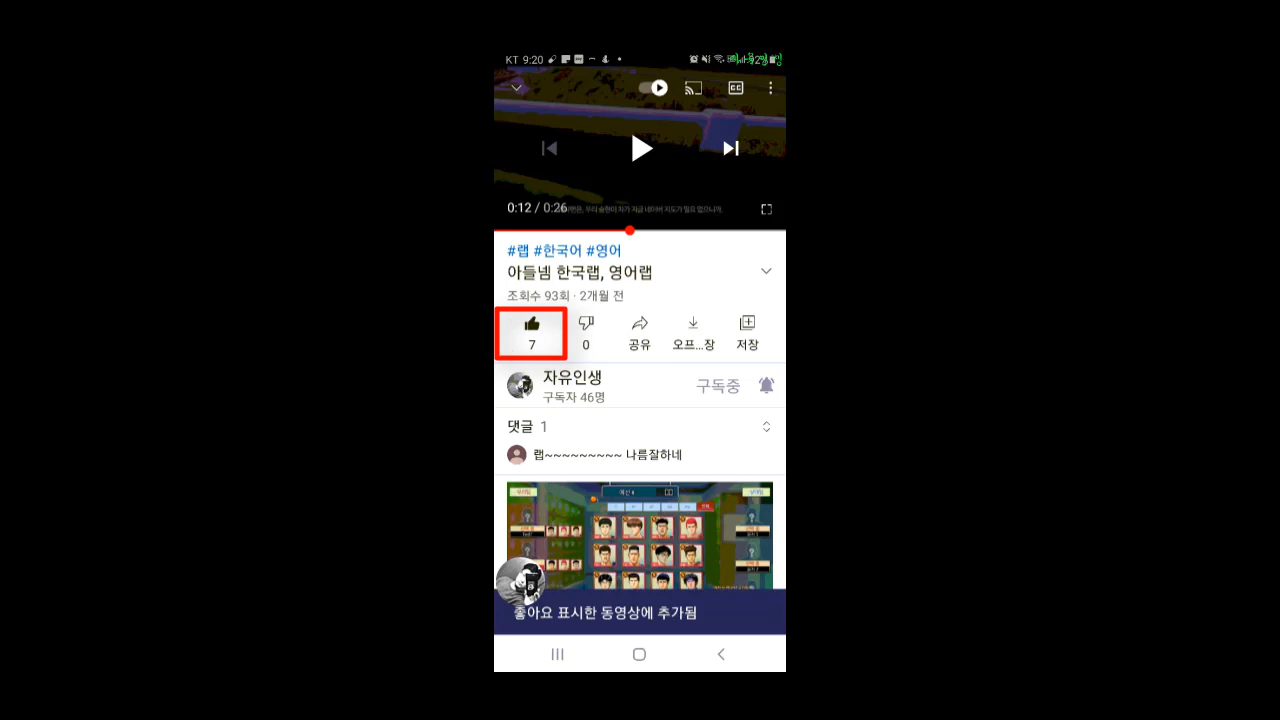 KT 9:20
0:12 / 0:26
#랩 #한국어 #영어
아들넴 한국랩, 영어랩
조회수 93회 · 2개월 전
7 0 공유 오프...장 저장
자유인생
구독자 46명
구독중
댓글 1
랩~~~~~~~~~ 나름잘하네
좋아요 표시한 동영상에 추가됨